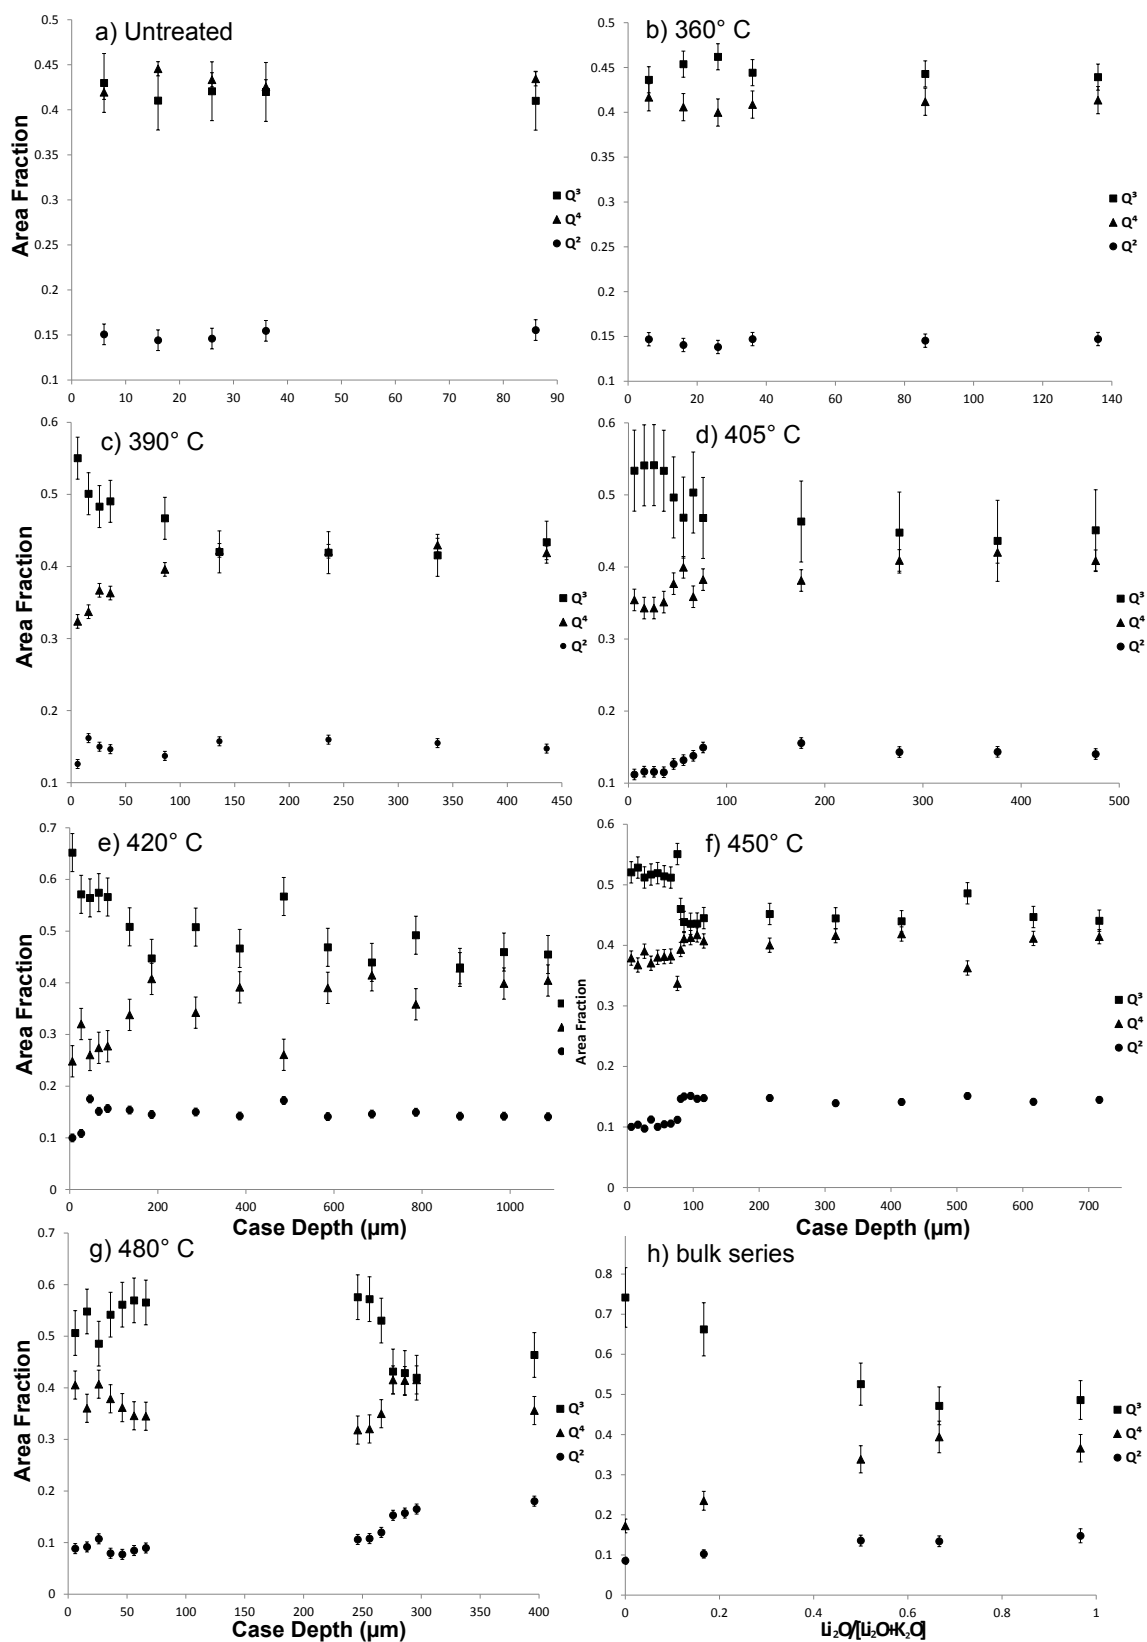 a) Untreated
0.5
0.45
0.4
0.35
0.3
0.25
0.2
0.15
0.1
Area Fraction
0 10 20 30 40 50 60 70 80 90
Q³
Q⁴
Q²
b) 360° C
0.5
0.45
0.4
0.35
0.3
0.25
0.2
0.15
0.1
0 20 40 60 80 100 120 140
Q³
Q⁴
Q²
c) 390° C
0.6
0.5
0.4
0.3
0.2
0.1
Area Fraction
0 50 100 150 200 250 300 350 400 450
Q³
Q⁴
Q²
d) 405° C
0.6
0.5
0.4
0.3
0.2
0.1
0 100 200 300 400 500
Q³
Q⁴
Q²
e) 420° C
0.7
0.6
0.5
0.4
0.3
0.2
0.1
0
Area Fraction
0 200 400 600 800 1000
Case Depth (µm)
f) 450° C
0.6
0.5
0.4
0.3
0.2
0.1
0
Area Fraction
0 100 200 300 400 500 600 700
Case Depth (µm)
Q³
Q⁴
Q²
g) 480° C
0.7
0.6
0.5
0.4
0.3
0.2
0.1
0
Area Fraction
0 50 100 150 200 250 300 350 400
Case Depth (µm)
Q³
Q⁴
Q²
h) bulk series
0.8
0.7
0.6
0.5
0.4
0.3
0.2
0.1
0
0 0.2 0.4 0.6 0.8 1
Li₂O/[Li₂O+K₂O]
Q³
Q⁴
Q²